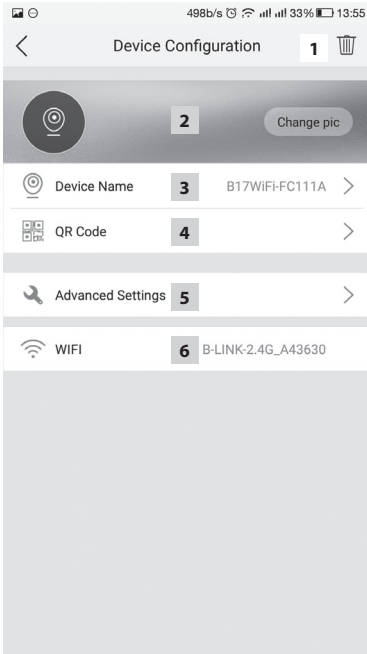 498b/s 33% 13:55
Device Configuration 1
2 Change pic
Device Name 3 B17WiFi-FC111A
QR Code 4
Advanced Settings 5
WIFI 6 B-LINK-2.4G_A43630